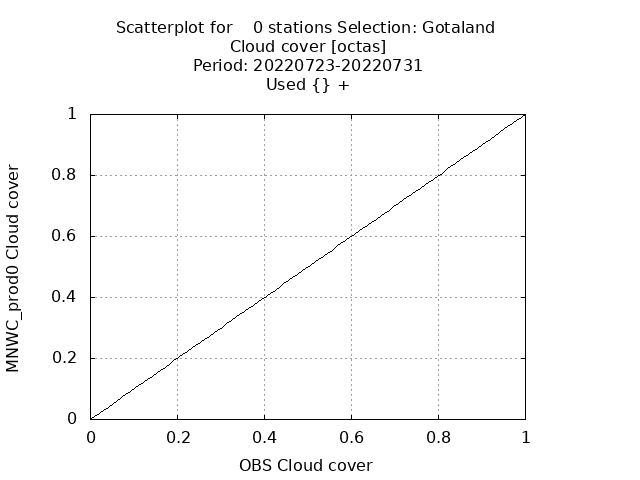 Scatterplot for    0 stations Selection: Gotaland
Cloud cover [octas]
Period: 20220723-20220731
Used {} +
1
0.8
0.6
0.4
0.2
0
MNWC_prod0 Cloud cover
0 0.2 0.4 0.6 0.8 1
OBS Cloud cover